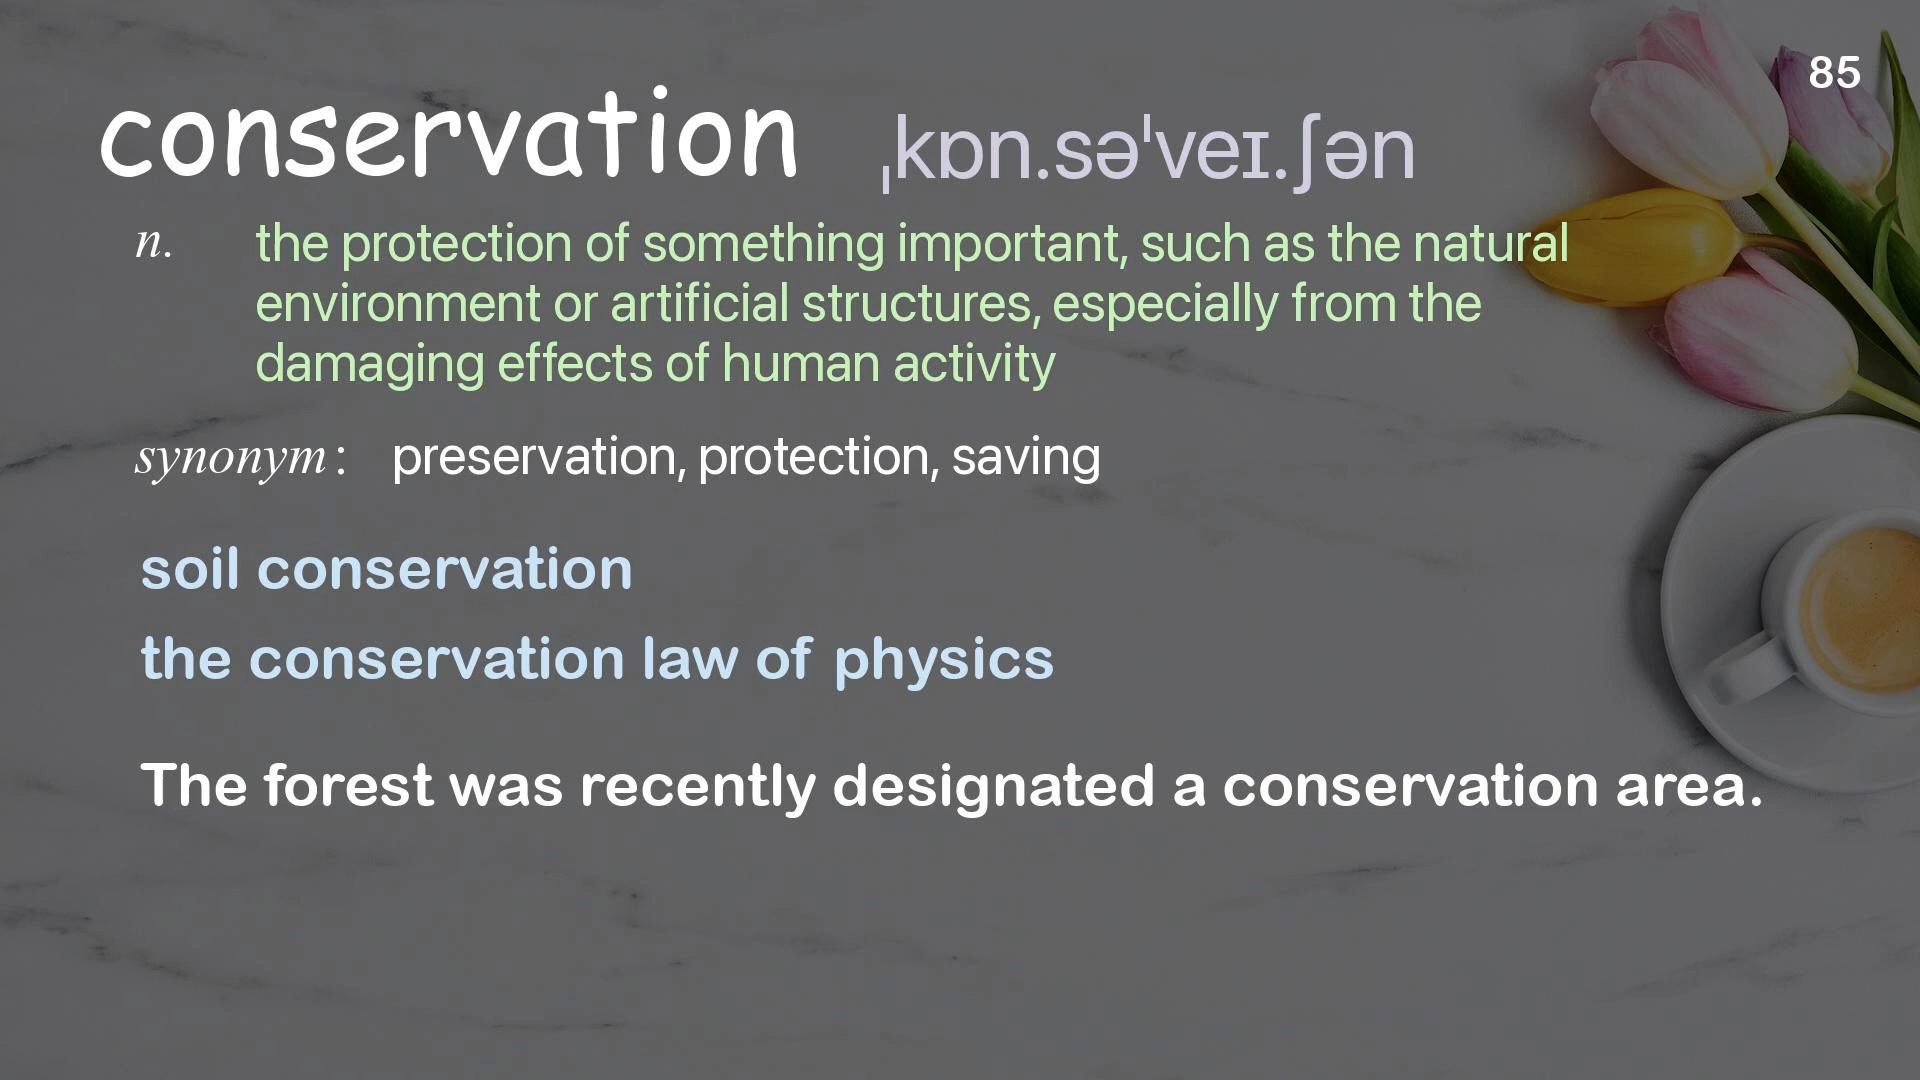 85
conservation ˌkɒn.səˈveɪ.ʃən
n. the protection of something important, such as the natural
environment or artificial structures, especially from the
damaging effects of human activity
synonym: preservation, protection, saving
soil conservation
the conservation law of physics
The forest was recently designated a conservation area.